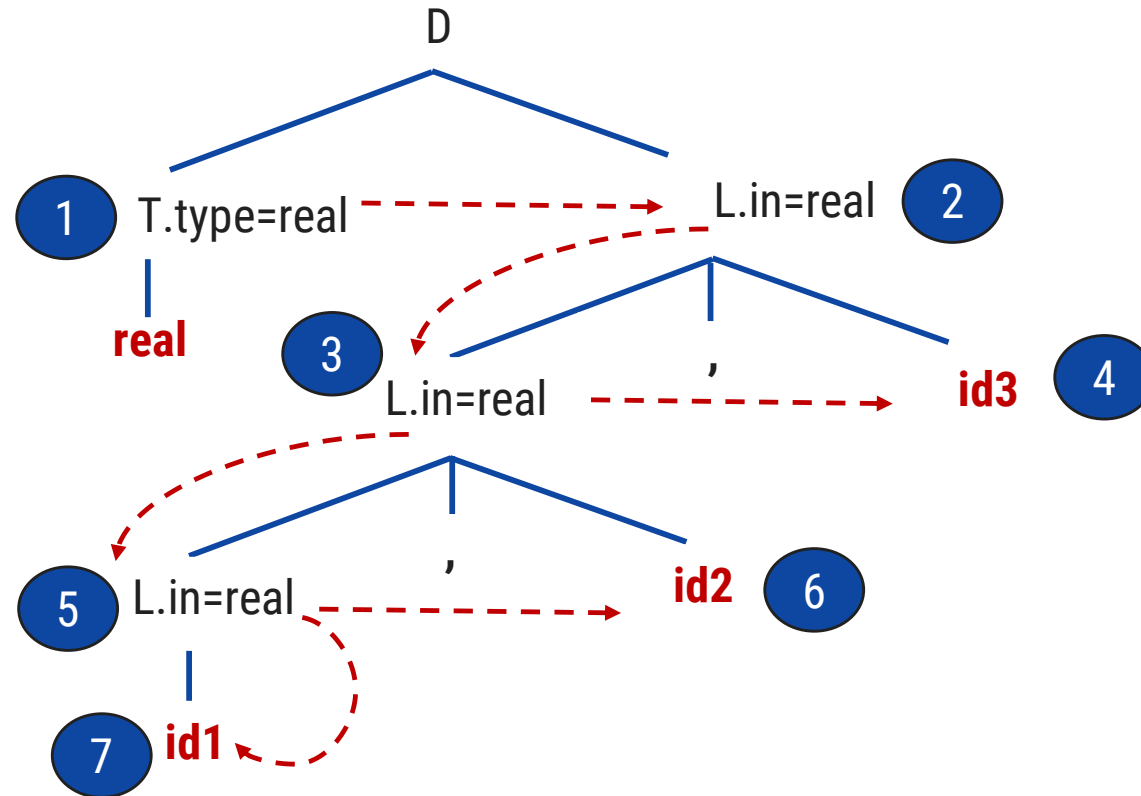 D
1 T.type=real L.in=real 2
real
3
L.in=real , id3 4
5 L.in=real , id2 6
7 id1